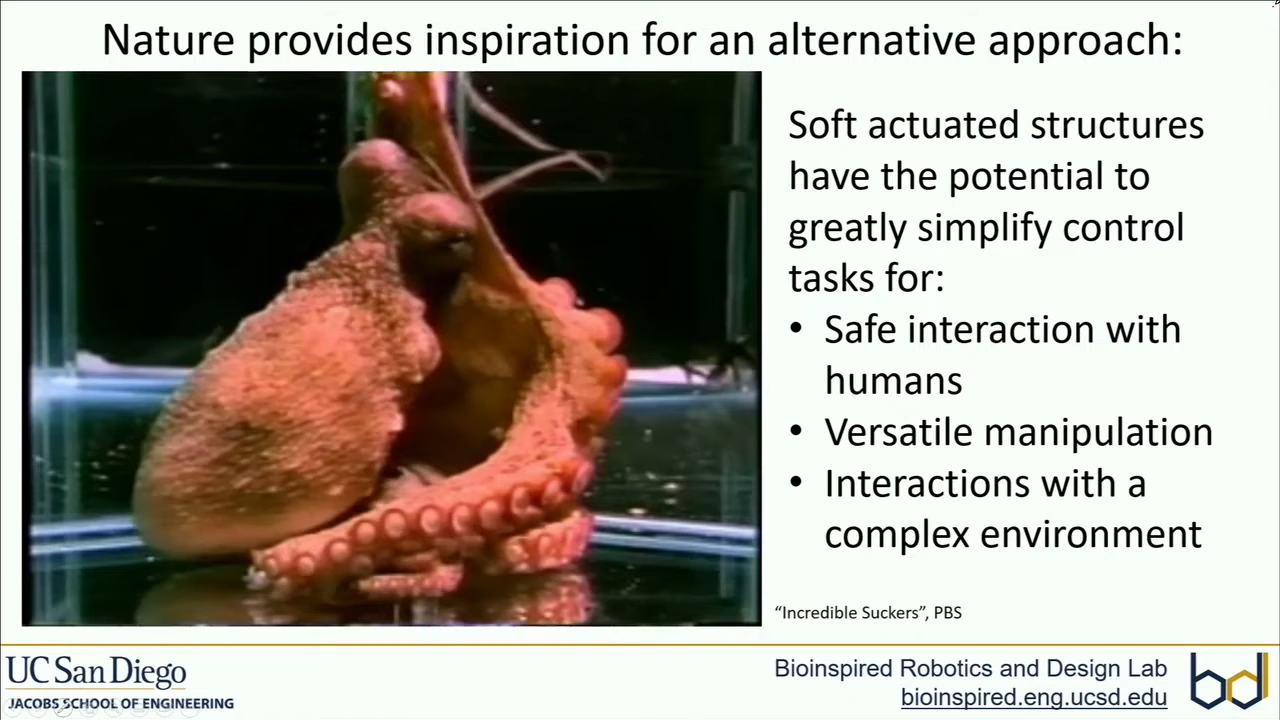 Nature provides inspiration for an alternative approach:
Soft actuated structures
have the potential to
greatly simplify control
tasks for:
• Safe interaction with
humans
• Versatile manipulation
• Interactions with a
complex environment
“Incredible Suckers”, PBS
UC San Diego
JACOBS SCHOOL OF ENGINEERING
Bioinspired Robotics and Design Lab
bioinspired.eng.ucsd.edu
bd